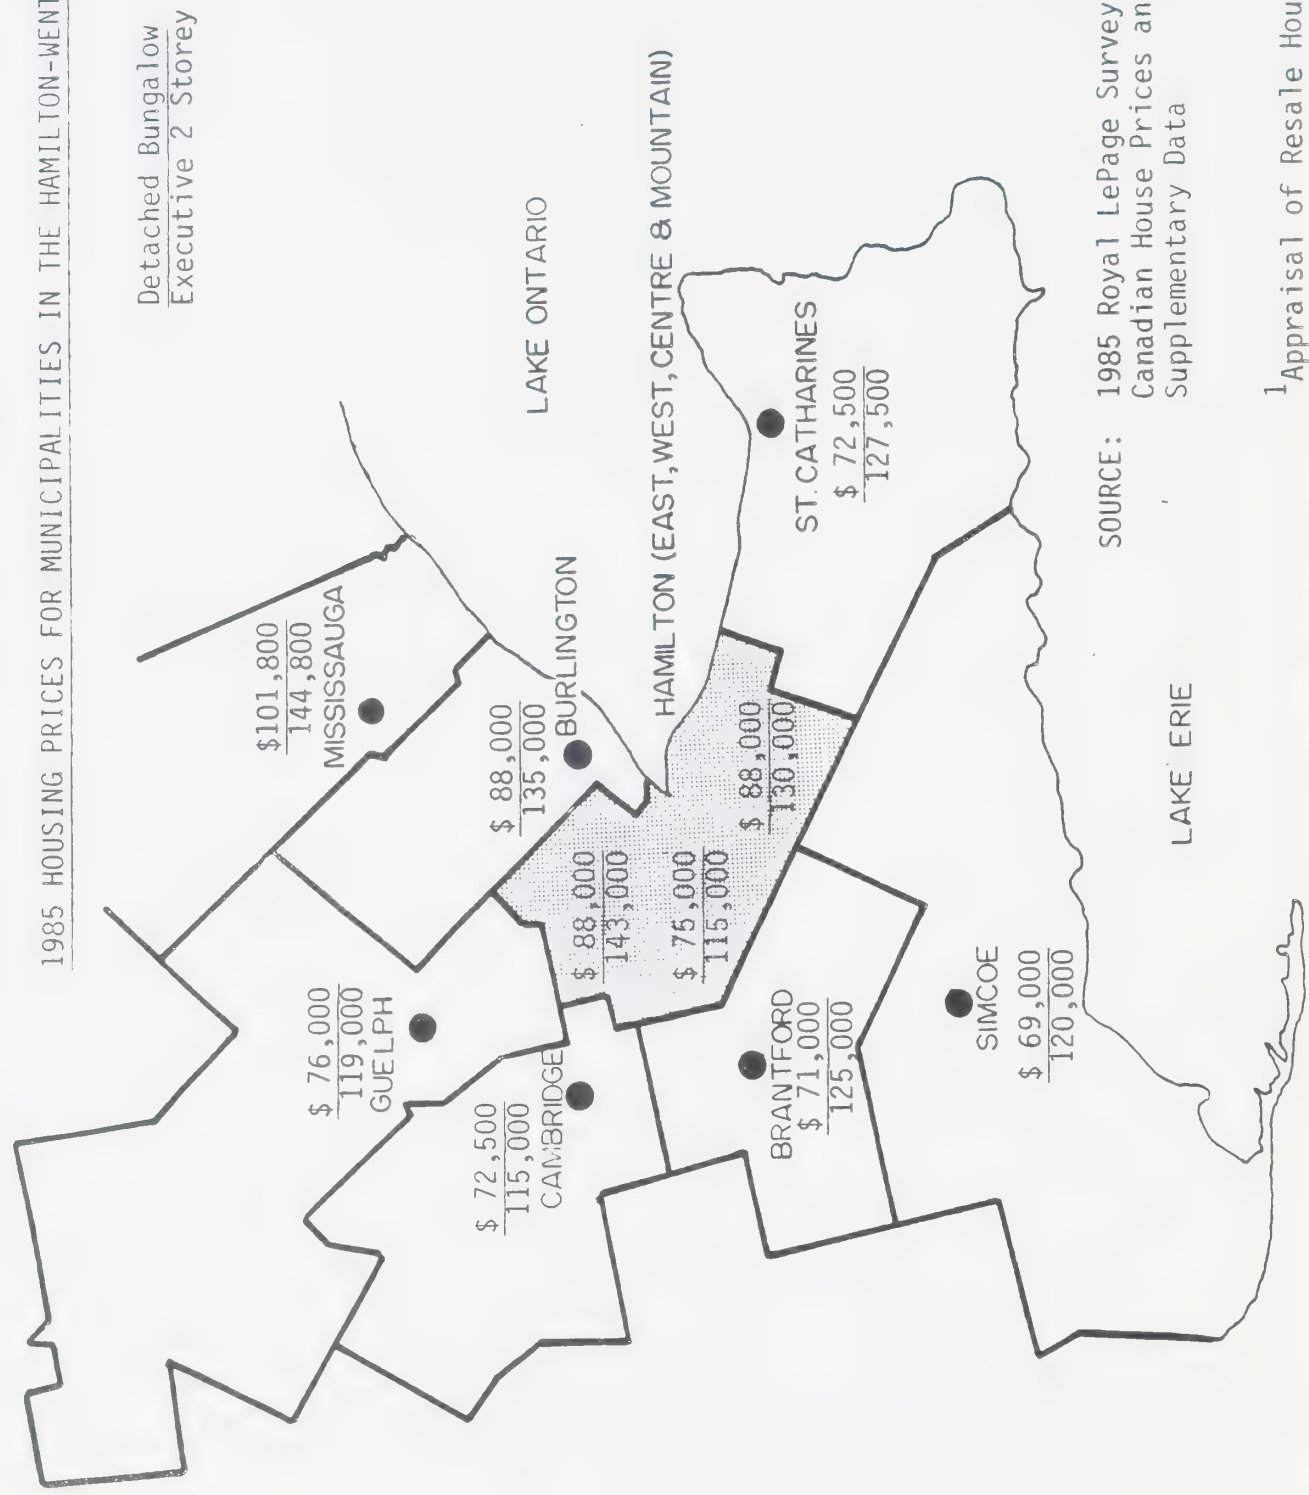 1985 HOUSING PRICES FOR MUNICIPALITIES IN THE HAMILTON-WENT
Detached Bungalow
Executive 2 Storey
$101,800
144,800
MISSISSAUGA
$ 76,000
119,000
GUELPH
$ 88,000
135,000
BURLINGTON
LAKE ONTARIO
$ 72,500
115,000
CAMBRIDGE
$ 88,000
143,000
HAMILTON (EAST, WEST, CENTRE & MOUNTAIN)
$ 75,000
115,000
$ 88,000
130,000
ST. CATHARINES
$ 72,500
127,500
BRANTFORD
$ 71,000
125,000
SIMCOE
$ 69,000
120,000
LAKE ERIE
SOURCE: 1985 Royal LePage Survey
Canadian House Prices an
Supplementary Data
1Appraisal of Resale Hou